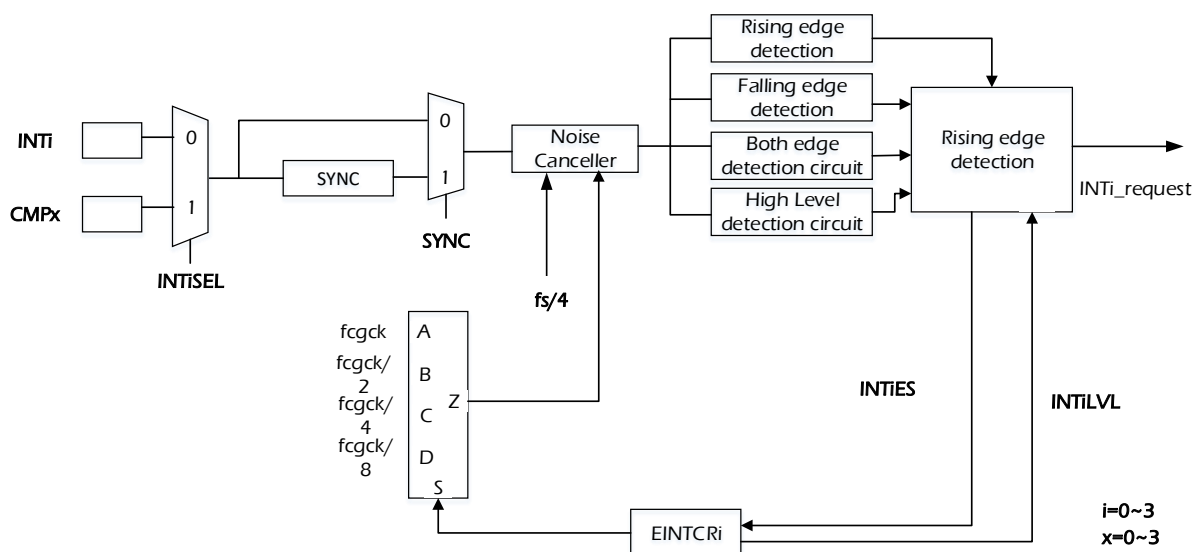 Rising edge
detection
Falling edge
detection
Both edge
detection circuit
High Level
detection circuit
Rising edge
detection
INTi_request
INTi
CMPx
0
1
INTiSEL
SYNC
0
1
SYNC
Noise
Canceller
fs/4
fcgck
fcgck/
2
fcgck/
4
fcgck/
8
A
B
C
D
Z
S
INTiES
INTiLVL
EINTCRi
i=0~3
x=0~3